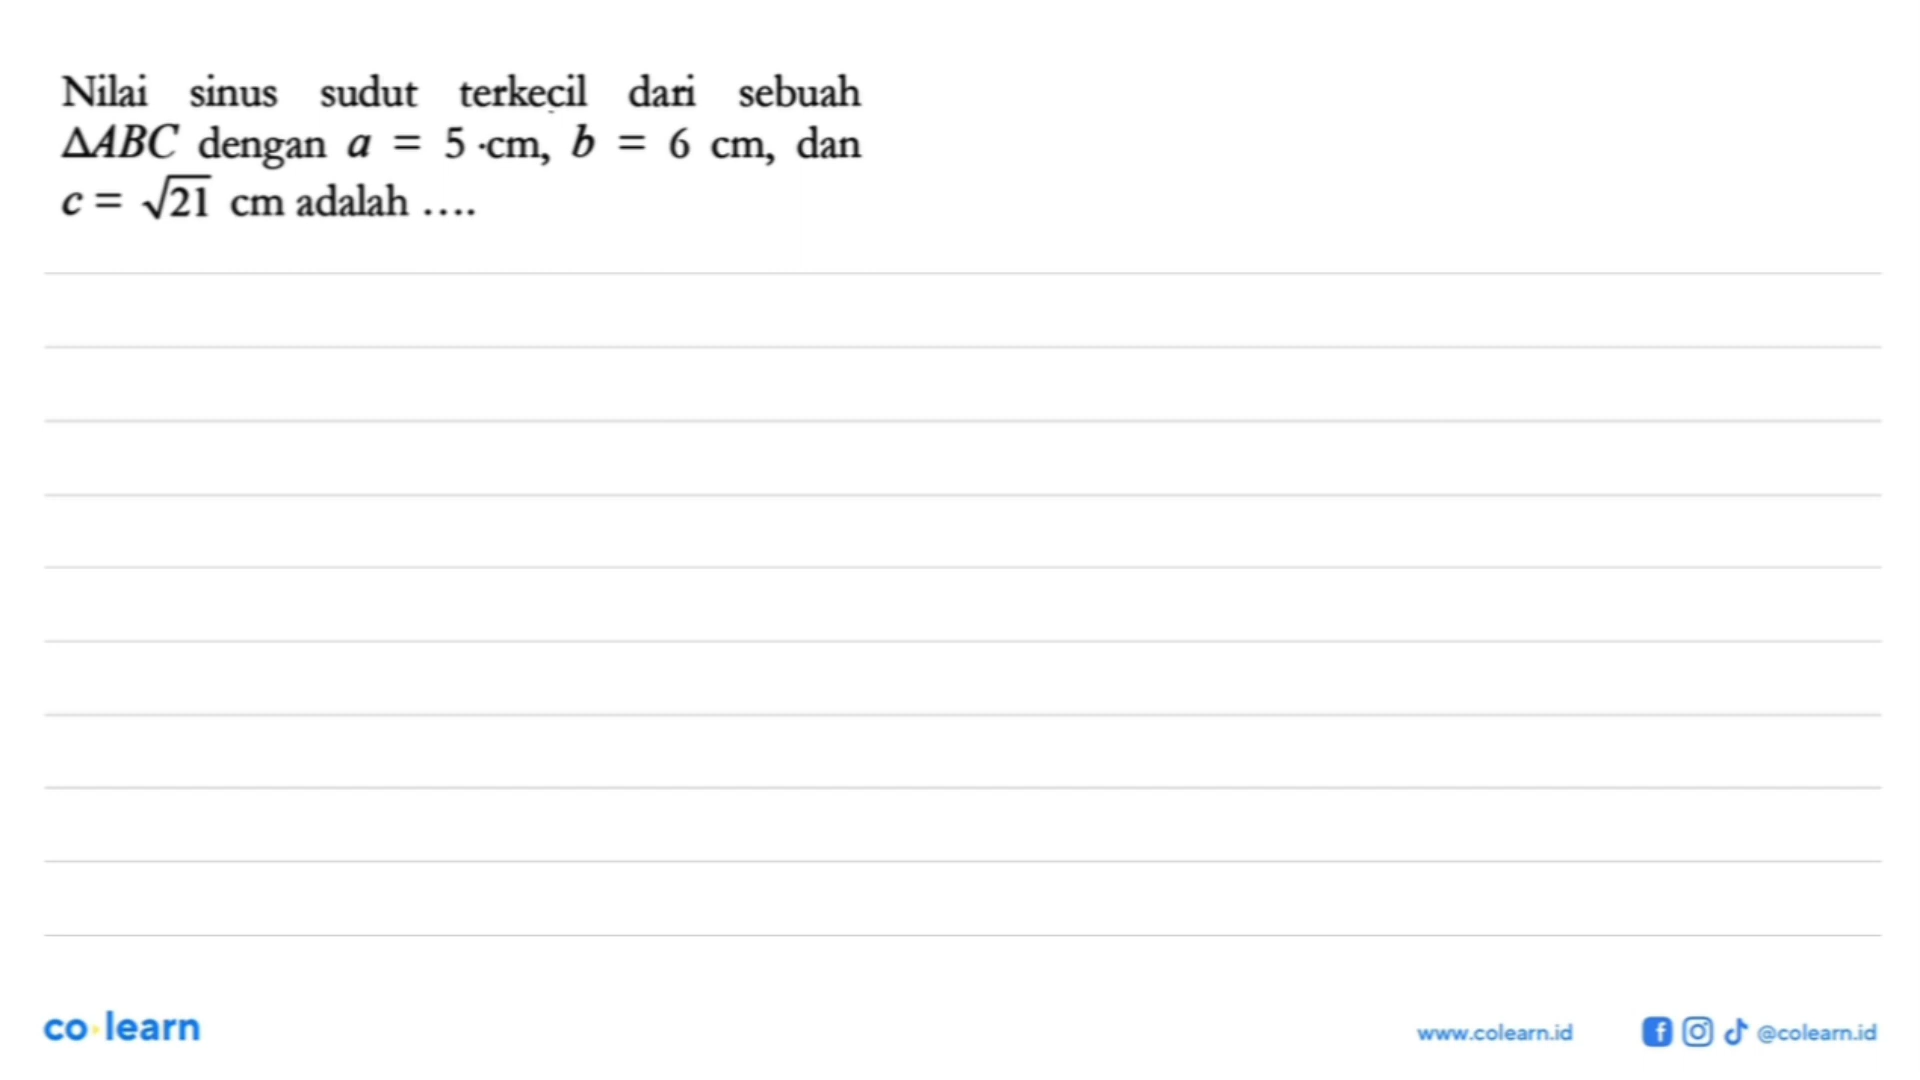 Nilai sinus sudut terkecil dari sebuah
ΔABC dengan a = 5 cm, b = 6 cm, dan
c = √21 cm adalah ....
co learn
www.colearn.id @colearn.id